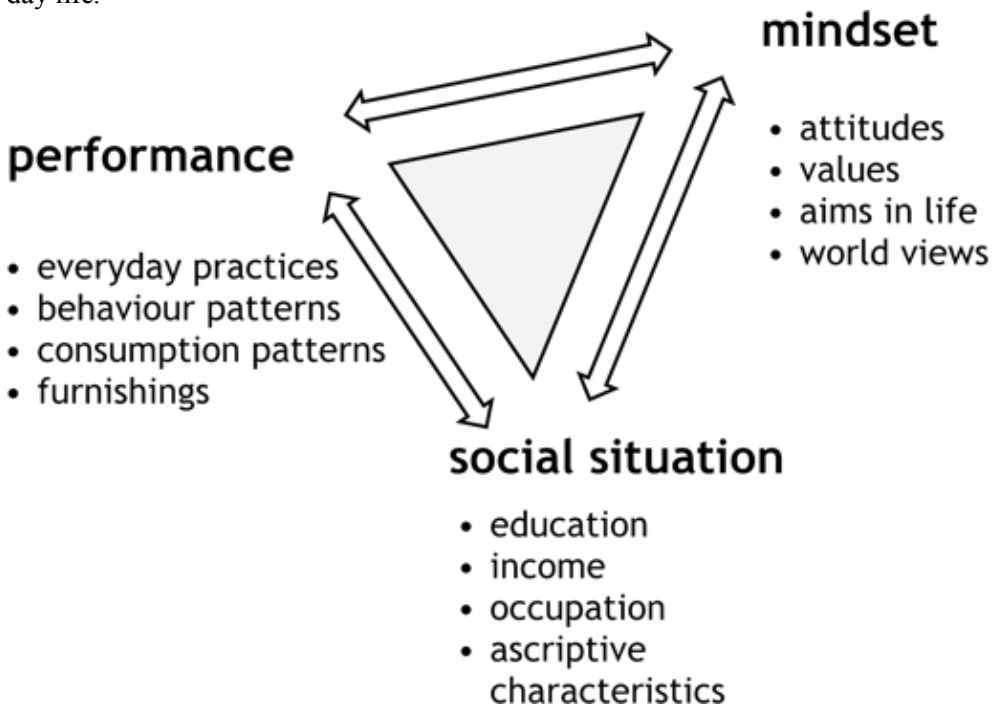 day life.
mindset
• attitudes
• values
• aims in life
• world views
performance
• everyday practices
• behaviour patterns
• consumption patterns
• furnishings
social situation
• education
• income
• occupation
• ascriptive
characteristics